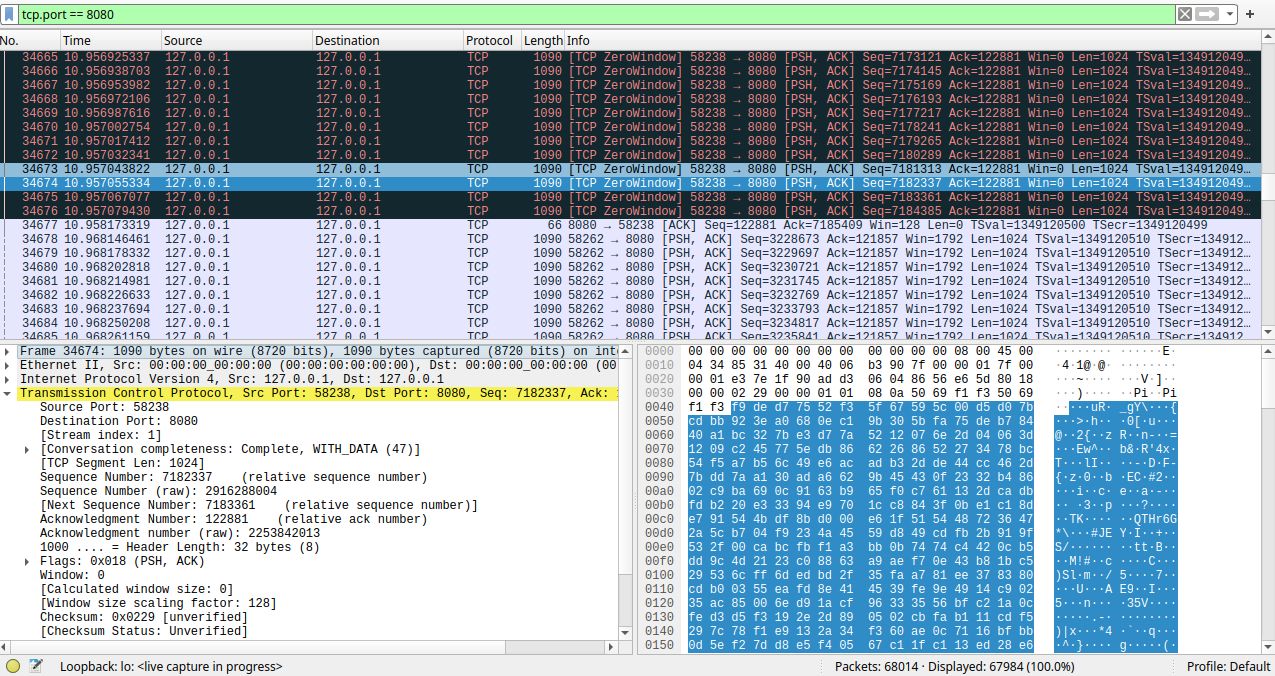 tcp.port == 8080
No. Time Source Destination Protocol Length Info
34665 10.956925337 127.0.0.1 127.0.0.1 TCP 1090 [TCP ZeroWindow] 58238 → 8080 [PSH, ACK] Seq=7173121 Ack=122881 Win=0 Len=1024 TSval=134912049…
34666 10.956938703 127.0.0.1 127.0.0.1 TCP 1090 [TCP ZeroWindow] 58238 → 8080 [PSH, ACK] Seq=7174145 Ack=122881 Win=0 Len=1024 TSval=134912049…
34667 10.956953982 127.0.0.1 127.0.0.1 TCP 1090 [TCP ZeroWindow] 58238 → 8080 [PSH, ACK] Seq=7175169 Ack=122881 Win=0 Len=1024 TSval=134912049…
34668 10.956972106 127.0.0.1 127.0.0.1 TCP 1090 [TCP ZeroWindow] 58238 → 8080 [PSH, ACK] Seq=7176193 Ack=122881 Win=0 Len=1024 TSval=134912049…
34669 10.956987616 127.0.0.1 127.0.0.1 TCP 1090 [TCP ZeroWindow] 58238 → 8080 [PSH, ACK] Seq=7177217 Ack=122881 Win=0 Len=1024 TSval=134912049…
34670 10.957002754 127.0.0.1 127.0.0.1 TCP 1090 [TCP ZeroWindow] 58238 → 8080 [PSH, ACK] Seq=7178241 Ack=122881 Win=0 Len=1024 TSval=134912049…
34671 10.957017412 127.0.0.1 127.0.0.1 TCP 1090 [TCP ZeroWindow] 58238 → 8080 [PSH, ACK] Seq=7179265 Ack=122881 Win=0 Len=1024 TSval=134912049…
34672 10.957032341 127.0.0.1 127.0.0.1 TCP 1090 [TCP ZeroWindow] 58238 → 8080 [PSH, ACK] Seq=7180289 Ack=122881 Win=0 Len=1024 TSval=134912049…
34673 10.957043822 127.0.0.1 127.0.0.1 TCP 1090 [TCP ZeroWindow] 58238 → 8080 [PSH, ACK] Seq=7181313 Ack=122881 Win=0 Len=1024 TSval=134912049…
34674 10.957055334 127.0.0.1 127.0.0.1 TCP 1090 [TCP ZeroWindow] 58238 → 8080 [PSH, ACK] Seq=7182337 Ack=122881 Win=0 Len=1024 TSval=134912049…
34675 10.957067077 127.0.0.1 127.0.0.1 TCP 1090 [TCP ZeroWindow] 58238 → 8080 [PSH, ACK] Seq=7183361 Ack=122881 Win=0 Len=1024 TSval=134912049…
34676 10.957079430 127.0.0.1 127.0.0.1 TCP 1090 [TCP ZeroWindow] 58238 → 8080 [PSH, ACK] Seq=7184385 Ack=122881 Win=0 Len=1024 TSval=134912049…
34677 10.958173319 127.0.0.1 127.0.0.1 TCP 66 8080 → 58238 [ACK] Seq=122881 Ack=7185409 Win=128 Len=0 TSval=1349120500 TSecr=1349120499
34678 10.968146461 127.0.0.1 127.0.0.1 TCP 1090 58262 → 8080 [PSH, ACK] Seq=3228673 Ack=121857 Win=1792 Len=1024 TSval=1349120510 TSecr=134912…
34679 10.968178332 127.0.0.1 127.0.0.1 TCP 1090 58262 → 8080 [PSH, ACK] Seq=3229697 Ack=121857 Win=1792 Len=1024 TSval=1349120510 TSecr=134912…
34680 10.968202818 127.0.0.1 127.0.0.1 TCP 1090 58262 → 8080 [PSH, ACK] Seq=3230721 Ack=121857 Win=1792 Len=1024 TSval=1349120510 TSecr=134912…
34681 10.968214981 127.0.0.1 127.0.0.1 TCP 1090 58262 → 8080 [PSH, ACK] Seq=3231745 Ack=121857 Win=1792 Len=1024 TSval=1349120510 TSecr=134912…
34682 10.968226633 127.0.0.1 127.0.0.1 TCP 1090 58262 → 8080 [PSH, ACK] Seq=3232769 Ack=121857 Win=1792 Len=1024 TSval=1349120510 TSecr=134912…
34683 10.968237694 127.0.0.1 127.0.0.1 TCP 1090 58262 → 8080 [PSH, ACK] Seq=3233793 Ack=121857 Win=1792 Len=1024 TSval=1349120510 TSecr=134912…
34684 10.968250208 127.0.0.1 127.0.0.1 TCP 1090 58262 → 8080 [PSH, ACK] Seq=3234817 Ack=121857 Win=1792 Len=1024 TSval=1349120510 TSecr=134912…
34685 10.968261159 127.0.0.1 127.0.0.1 TCP 1090 58262 → 8080 [PSH, ACK] Seq=3235841 Ack=121857 Win=1792 Len=1024 TSval=1349120510 TSecr=134912…
Frame 34674: 1090 bytes on wire (8720 bits), 1090 bytes captured (8720 bits) on int
Ethernet II, Src: 00:00:00_00:00:00 (00:00:00:00:00:00), Dst: 00:00:00_00:00:00 (00
Internet Protocol Version 4, Src: 127.0.0.1, Dst: 127.0.0.1
Transmission Control Protocol, Src Port: 58238, Dst Port: 8080, Seq: 7182337, Ack:
Source Port: 58238
Destination Port: 8080
[Stream index: 1]
[Conversation completeness: Complete, WITH_DATA (47)]
[TCP Segment Len: 1024]
Sequence Number: 7182337    (relative sequence number)
Sequence Number (raw): 2916288004
[Next Sequence Number: 7183361    (relative sequence number)]
Acknowledgment Number: 122881    (relative ack number)
Acknowledgment number (raw): 2253842013
1000 .... = Header Length: 32 bytes (8)
Flags: 0x018 (PSH, ACK)
Window: 0
[Calculated window size: 0]
[Window size scaling factor: 128]
Checksum: 0x0229 [unverified]
[Checksum Status: Unverified]
0000 00 00 00 00 00 00 00 00 00 00 00 00 08 00 45 00 ········ ······E·
0010 04 34 85 31 40 00 40 06 b3 90 7f 00 00 01 7f 00
0020 00 01 e3 7e 1f 90 ad d3 06 04 86 56 e6 5d 80 18
0030 00 00 02 29 00 00 01 01 08 0a 50 69 f1 f3 50 69
0040 f1 f3 f9 de d7 75 52 f3 5f 67 59 5c 00 d5 d0 7b
0050 cd bb 92 3e a0 68 0e c1 9b 30 5b fa 75 de b7 84
0060 40 a1 bc 32 7b e3 d7 7a 52 12 07 6e 2d 04 06 3d
0070 12 09 c2 45 77 5e db 86 62 26 86 52 27 34 78 bc
0080 54 f5 a7 b5 6c 49 e6 ac ad b3 2d de 44 cc 46 2d
0090 7b dd 7a a1 30 ad a6 62 9b 45 43 0f 23 32 b4 86
00a0 02 c9 ba 69 0c 91 63 b9 65 f0 c7 61 13 2d ca db
00b0 fd b2 20 e3 33 94 e9 70 1c c8 84 3f 0b e1 c1 8d
00c0 e7 91 54 4b df 8b d0 00 e6 1f 51 54 48 72 36 47
00d0 2a 5c b7 04 f9 23 4a 45 59 d8 49 cd fb 2b 91 9f
00e0 53 2f 00 ca bc fb f1 a3 bb 0b 74 74 c4 42 0c b5
00f0 dd 9c 4d 21 23 c0 88 63 a9 ae f7 0e 43 b8 1b c5
0100 29 53 6c ff 6d ed bd 2f 35 fa a7 81 ee 37 83 80
0110 cd b0 03 55 ea fd 8e 41 45 39 fe 9e 49 14 c9 02
0120 35 ac 85 00 6e d9 1a cf 96 33 35 56 bf c2 1a 0c
0130 fe d3 d5 f3 19 2e 2d 89 05 02 cb fa b1 11 cd f5
0140 29 7c 78 f1 e9 13 2a 34 f3 60 ae 0c 71 16 bf bb
0150 0d 5e f2 7d d8 e5 f4 05 67 c1 1f c1 13 ed 28 e6
Loopback: lo: <live capture in progress> Packets: 68014 · Displayed: 67984 (100.0%) Profile: Default